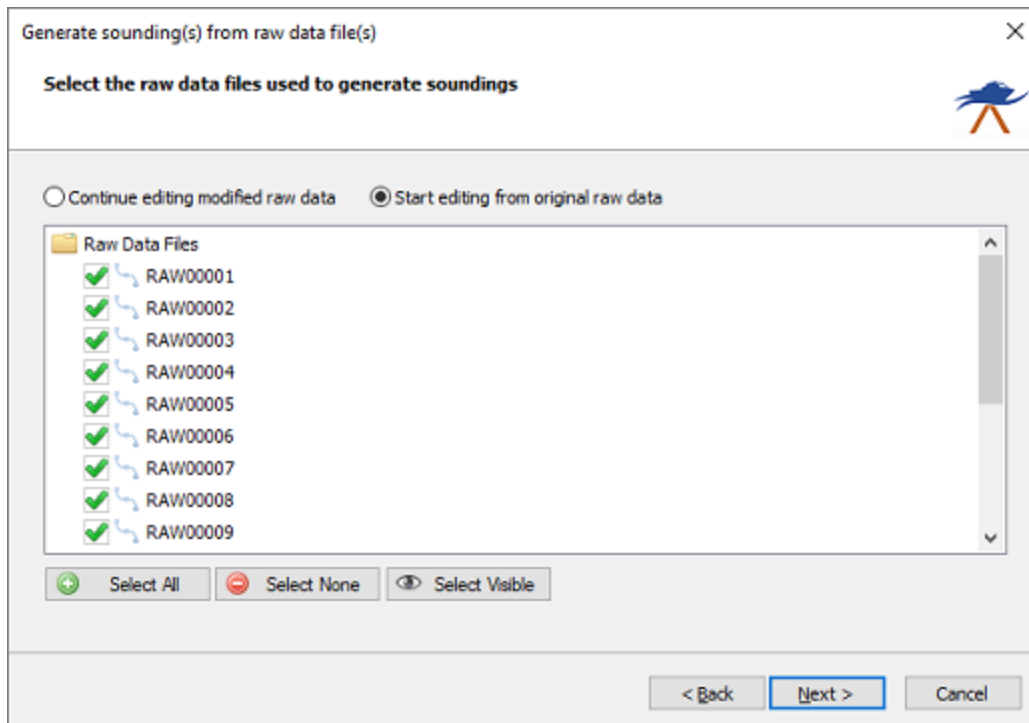 Generate sounding(s) from raw data file(s)
Select the raw data files used to generate soundings
Continue editing modified raw data Start editing from original raw data
Raw Data Files
RAW00001
RAW00002
RAW00003
RAW00004
RAW00005
RAW00006
RAW00007
RAW00008
RAW00009
Select All Select None Select Visible
< Back Next > Cancel